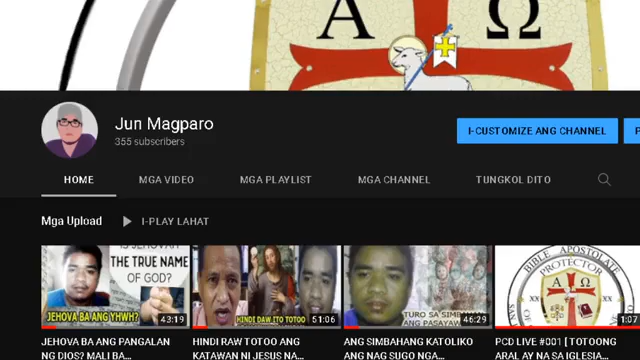 A Ω
Jun Magparo
355 subscribers
I-CUSTOMIZE ANG CHANNEL
HOME
MGA VIDEO
MGA PLAYLIST
MGA CHANNEL
TUNGKOL DITO
Mga Upload
I-PLAY LAHAT
IS JEHOVAH
THE TRUE NAME
OF GOD?
JEHOVA BA ANG YHWH?
43:19
HINDI DAW ITO TOTOO
51:06
TURO SA SIMBAHAN
46:29
BIBLE APOSTOLATE
PROTECTOR
A Ω
XX XX
1:07
JEHOVA BA ANG PANGALAN
NG DIOS? MALI BA...
HINDI RAW TOTOO ANG
KATAWAN NI JESUS NA...
ANG SIMBAHANG KATOLIKO
ANG NAG SUGO NGA...
PCD LIVE #001 [ TOTOONG
ARAL AY NA SA IGLESIA